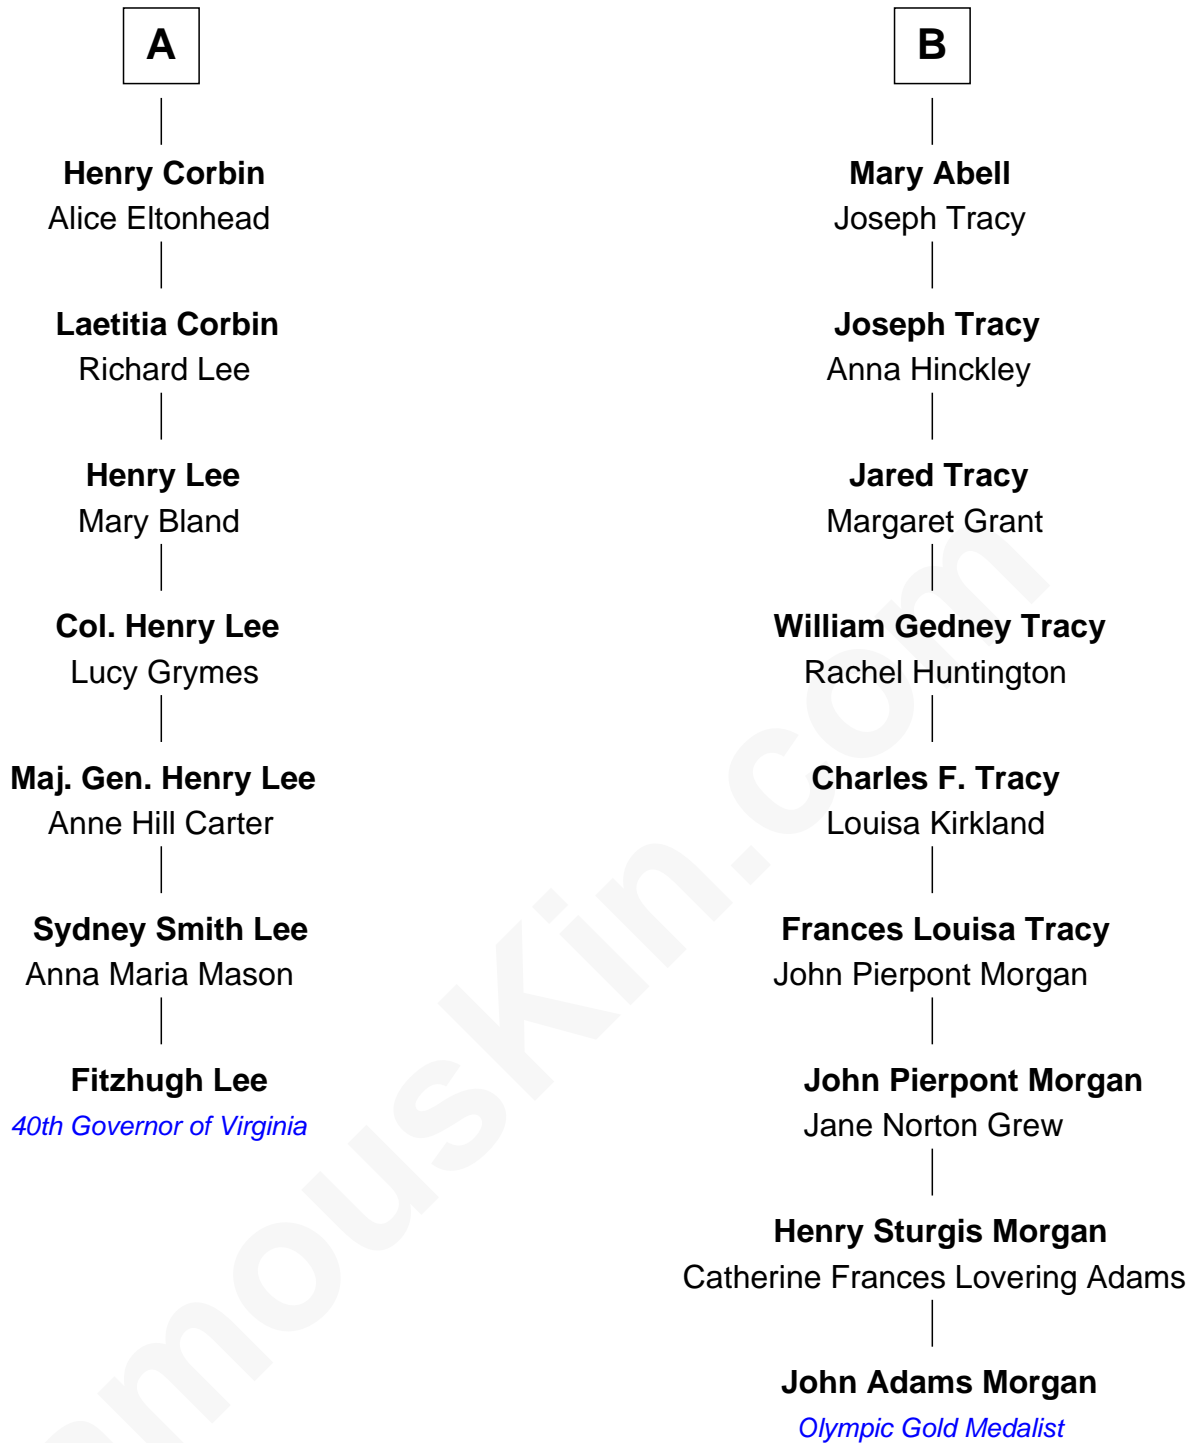 A
Henry Corbin
Alice Eltonhead
Laetitia Corbin
Richard Lee
Henry Lee
Mary Bland
Col. Henry Lee
Lucy Grymes
Maj. Gen. Henry Lee
Anne Hill Carter
Sydney Smith Lee
Anna Maria Mason
Fitzhugh Lee
40th Governor of Virginia
B
Mary Abell
Joseph Tracy
Joseph Tracy
Anna Hinckley
Jared Tracy
Margaret Grant
William Gedney Tracy
Rachel Huntington
Charles F. Tracy
Louisa Kirkland
Frances Louisa Tracy
John Pierpont Morgan
John Pierpont Morgan
Jane Norton Grew
Henry Sturgis Morgan
Catherine Frances Lovering Adams
John Adams Morgan
Olympic Gold Medalist
amouskin.com